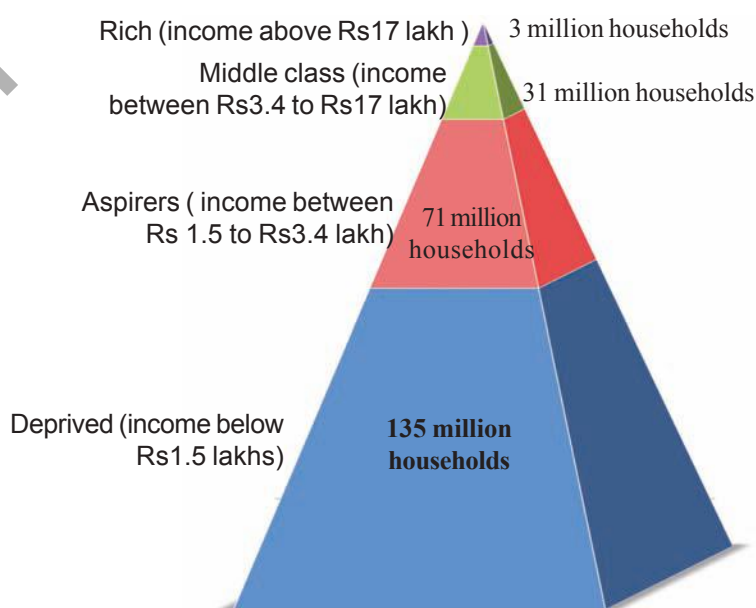 Rich (income above Rs17 lakh )
3 million households
Middle class (income
between Rs3.4 to Rs17 lakh)
31 million households
Aspirers ( income between
Rs 1.5 to Rs3.4 lakh)
71 million
households
Deprived (income below
Rs1.5 lakhs)
135 million
households